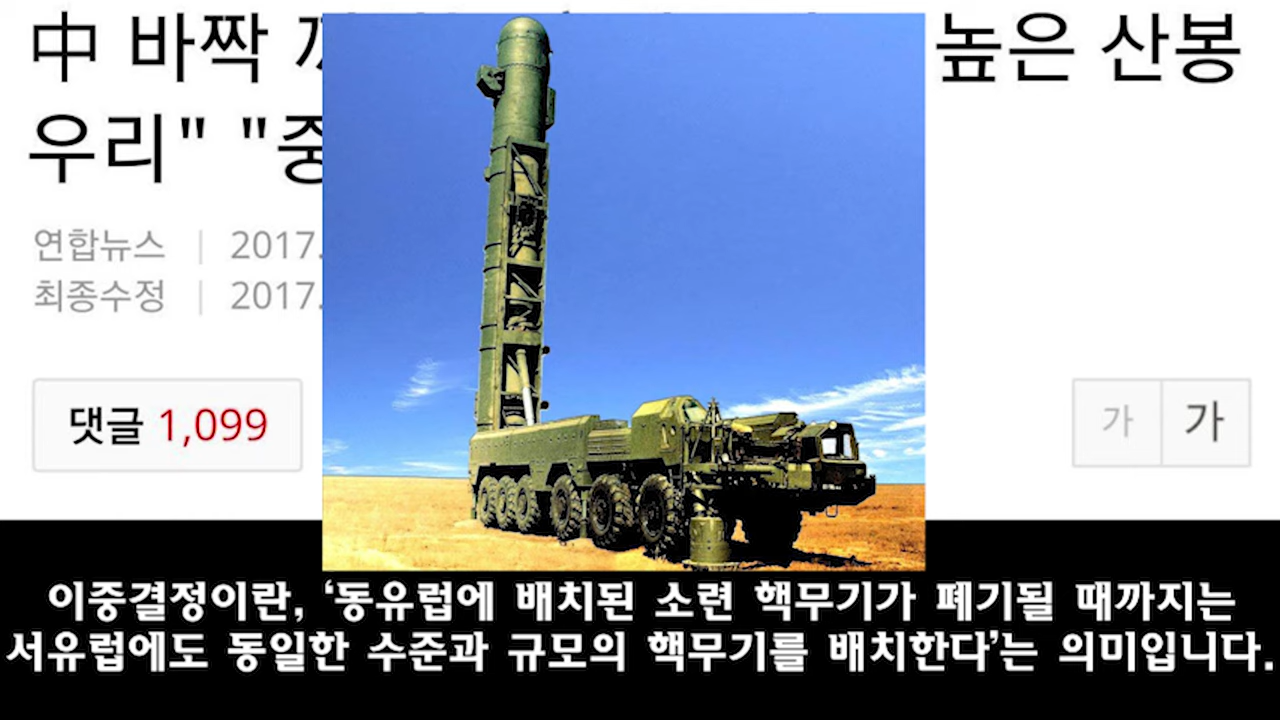 中 바짝 높은 산봉
우리" "중
연합뉴스 | 2017.
최종수정 | 2017.
댓글 1,099
가 가
이중결정이란, ‘동유럽에 배치된 소련 핵무기가 폐기될 때까지는
서유럽에도 동일한 수준과 규모의 핵무기를 배치한다’는 의미입니다.